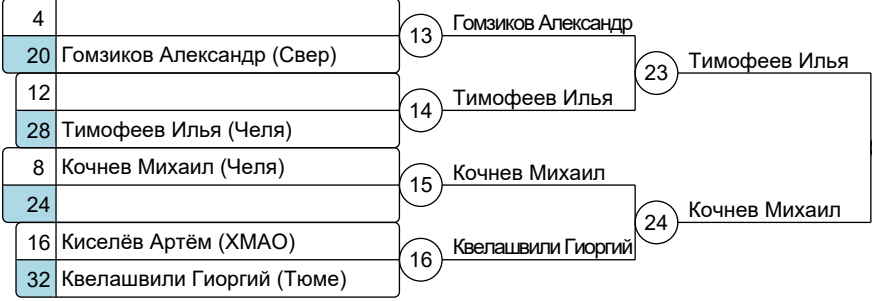 4
20 Гомзиков Александр (Свер)
12
28 Тимофеев Илья (Челя)
8 Кочнев Михаил (Челя)
24
16 Киселёв Артём (ХМАО)
32 Квелашвили Гиоргий (Тюме)
13 Гомзиков Александр
14 Тимофеев Илья
15 Кочнев Михаил
16 Квелашвили Гиоргий
23 Тимофеев Илья
24 Кочнев Михаил